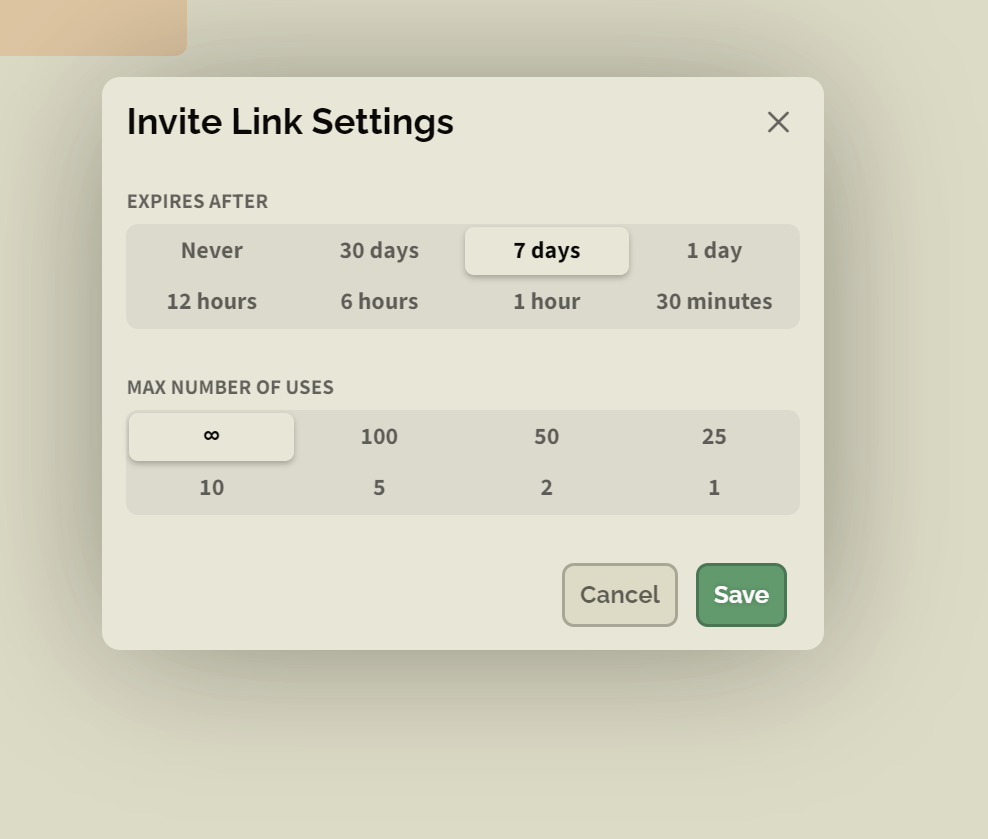 Invite Link Settings
EXPIRES AFTER
Never 30 days 7 days 1 day
12 hours 6 hours 1 hour 30 minutes
MAX NUMBER OF USES
∞ 100 50 25
10 5 2 1
Cancel Save